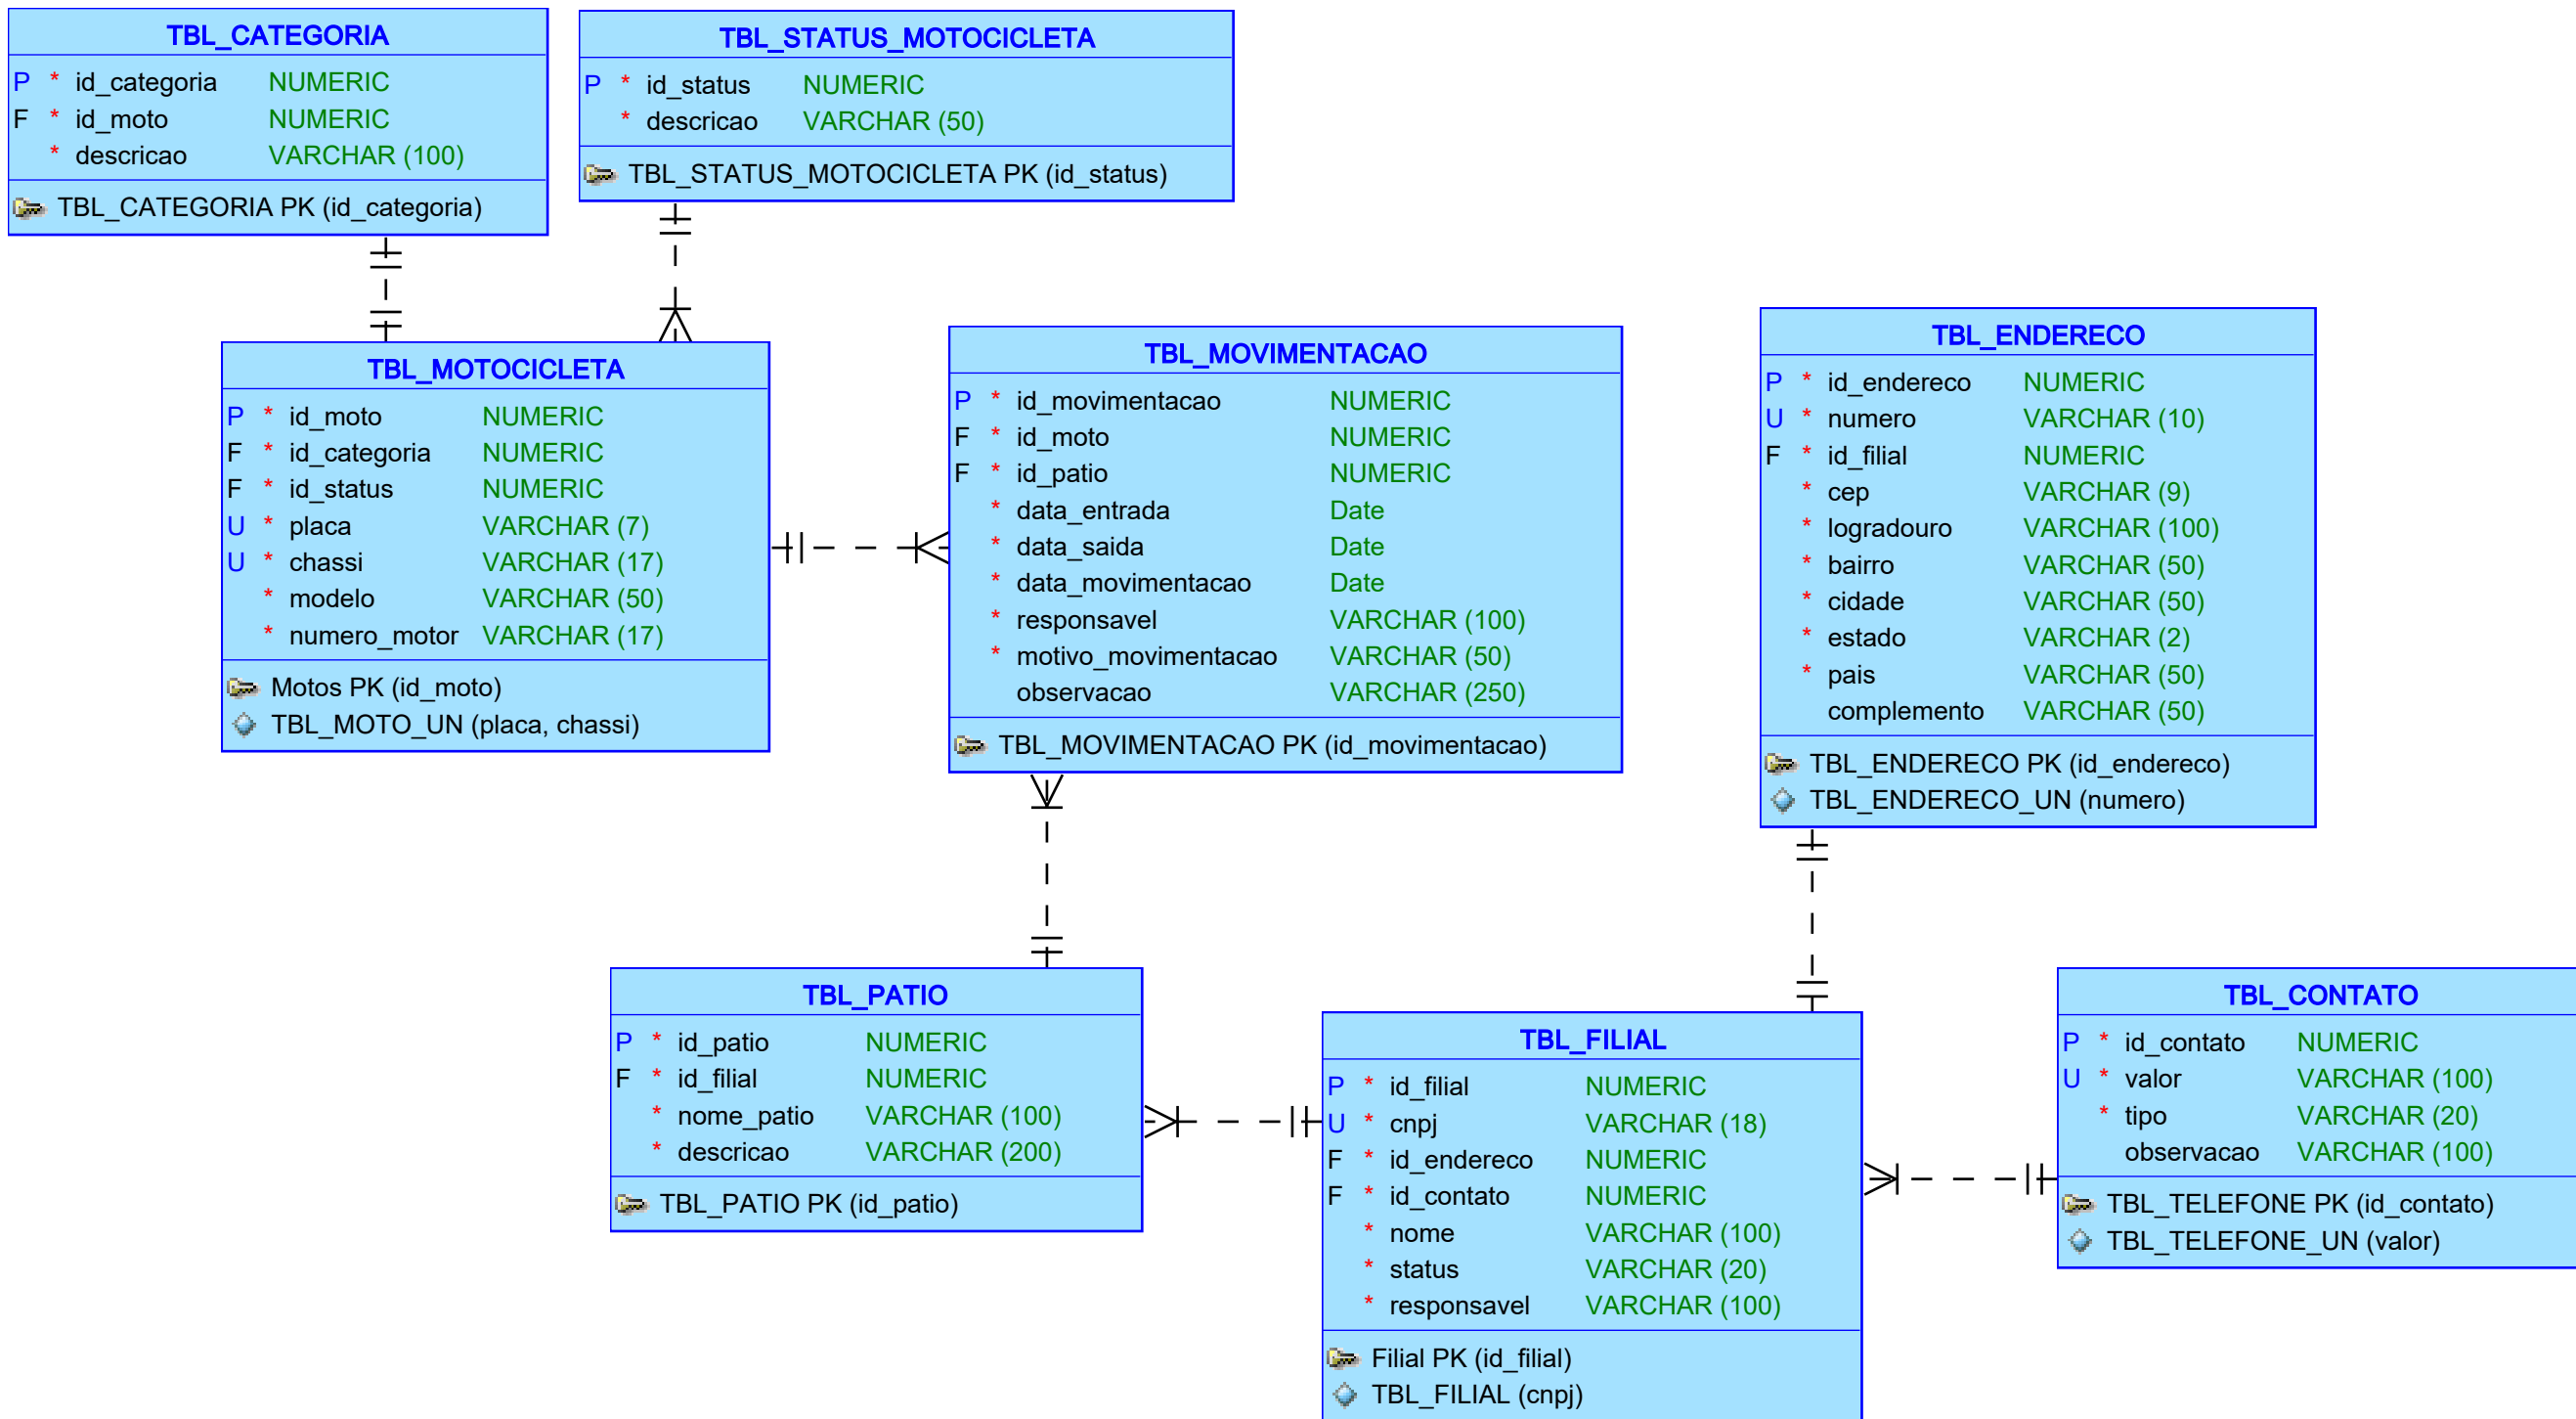 TBL_CATEGORIA
P * id_categoria NUMERIC
F * id_moto NUMERIC
* descricao VARCHAR (100)
TBL_CATEGORIA PK (id_categoria)
TBL_STATUS_MOTOCICLETA
P * id_status NUMERIC
* descricao VARCHAR (50)
TBL_STATUS_MOTOCICLETA PK (id_status)
TBL_MOTOCICLETA
P * id_moto NUMERIC
F * id_categoria NUMERIC
F * id_status NUMERIC
U * placa VARCHAR (7)
U * chassi VARCHAR (17)
* modelo VARCHAR (50)
* numero_motor VARCHAR (17)
Motos PK (id_moto)
TBL_MOTO_UN (placa, chassi)
TBL_MOVIMENTACAO
P * id_movimentacao NUMERIC
F * id_moto NUMERIC
F * id_patio NUMERIC
* data_entrada Date
* data_saida Date
* data_movimentacao Date
* responsavel VARCHAR (100)
* motivo_movimentacao VARCHAR (50)
observacao VARCHAR (250)
TBL_MOVIMENTACAO PK (id_movimentacao)
TBL_ENDERECO
P * id_endereco NUMERIC
U * numero VARCHAR (10)
F * id_filial NUMERIC
* cep VARCHAR (9)
* logradouro VARCHAR (100)
* bairro VARCHAR (50)
* cidade VARCHAR (50)
* estado VARCHAR (2)
* pais VARCHAR (50)
complemento VARCHAR (50)
TBL_ENDERECO PK (id_endereco)
TBL_ENDERECO_UN (numero)
TBL_PATIO
P * id_patio NUMERIC
F * id_filial NUMERIC
* nome_patio VARCHAR (100)
* descricao VARCHAR (200)
TBL_PATIO PK (id_patio)
TBL_FILIAL
P * id_filial NUMERIC
U * cnpj VARCHAR (18)
F * id_endereco NUMERIC
F * id_contato NUMERIC
* nome VARCHAR (100)
* status VARCHAR (20)
* responsavel VARCHAR (100)
Filial PK (id_filial)
TBL_FILIAL (cnpj)
TBL_CONTATO
P * id_contato NUMERIC
U * valor VARCHAR (100)
* tipo VARCHAR (20)
observacao VARCHAR (100)
TBL_TELEFONE PK (id_contato)
TBL_TELEFONE_UN (valor)